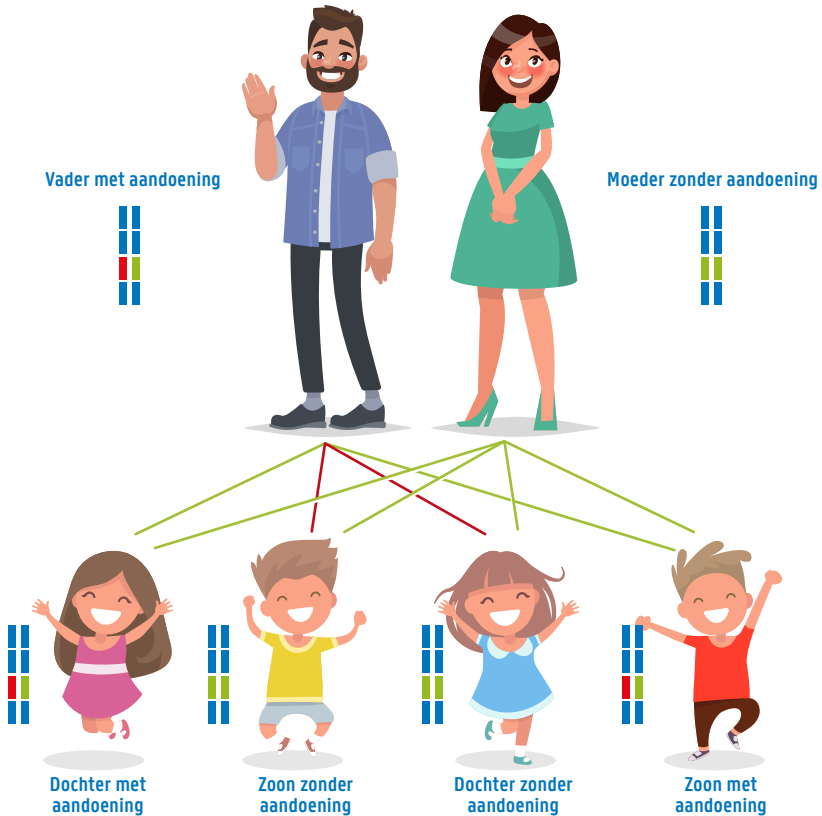 Vader met aandoening
Moeder zonder aandoening
Dochter met
aandoening
Zoon zonder
aandoening
Dochter zonder
aandoening
Zoon met
aandoening